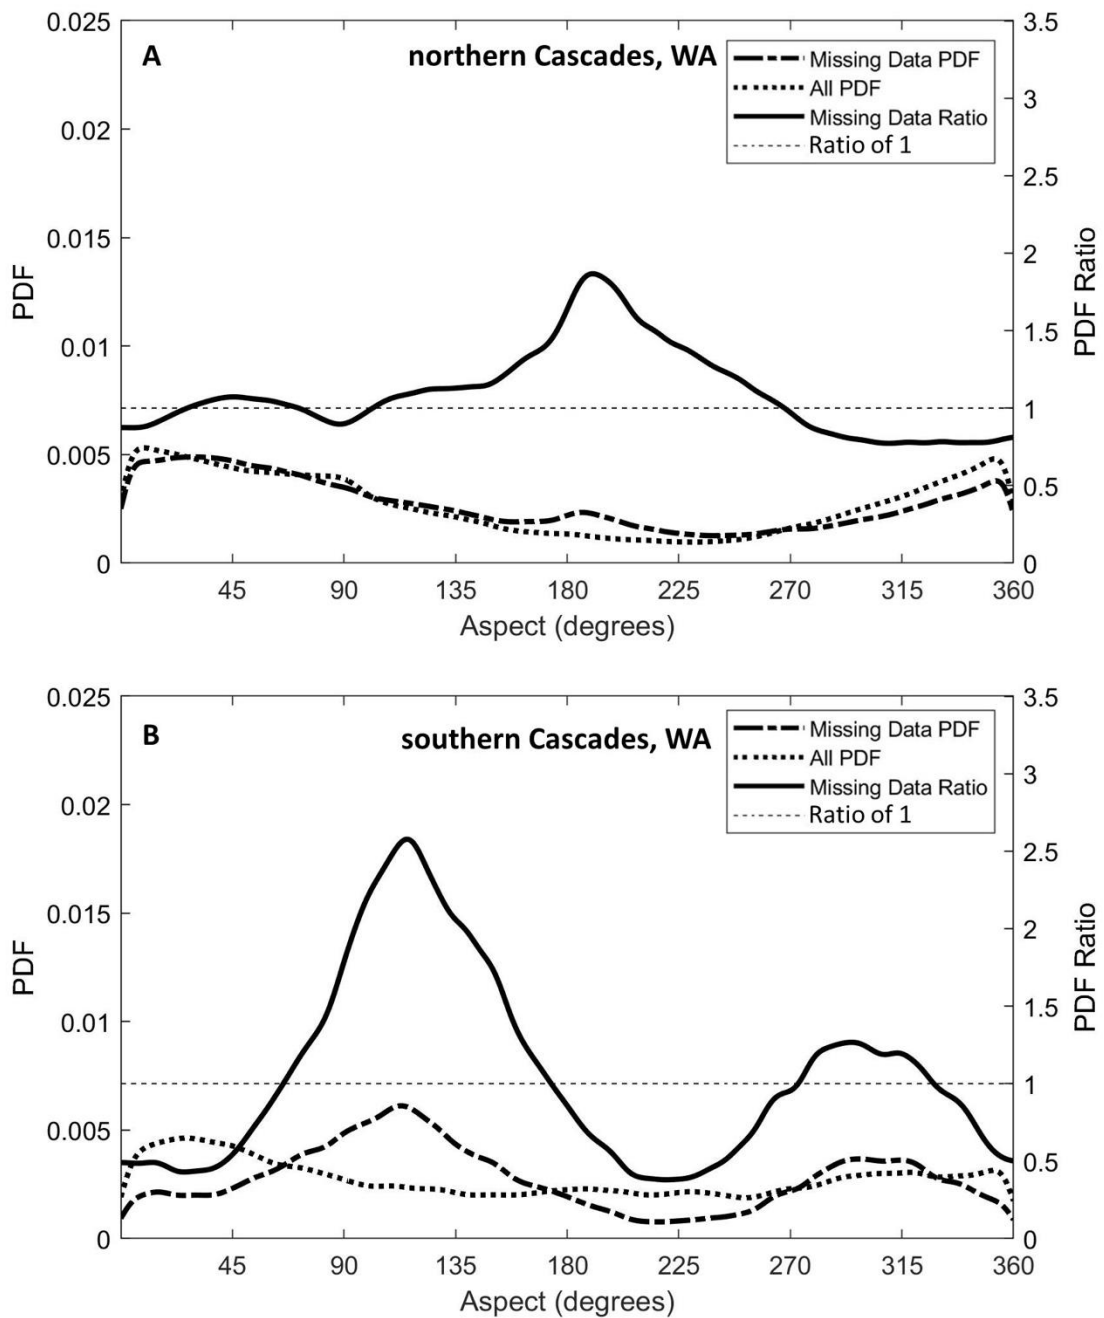 A
northern Cascades, WA
Missing Data PDF
All PDF
Missing Data Ratio
Ratio of 1
0.025
0.02
0.015
0.01
0.005
0
PDF
3.5
3
2.5
2
1.5
1
0.5
0
PDF Ratio
45
90
135
180
225
270
315
360
Aspect (degrees)
B
southern Cascades, WA
Missing Data PDF
All PDF
Missing Data Ratio
Ratio of 1
0.025
0.02
0.015
0.01
0.005
0
PDF
3.5
3
2.5
2
1.5
1
0.5
0
PDF Ratio
45
90
135
180
225
270
315
360
Aspect (degrees)